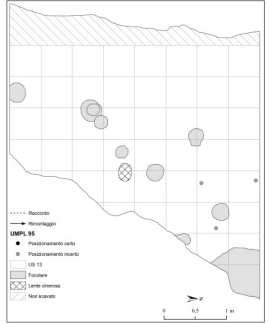 Raccordo
Rimontaggio
UMPL 95
Posizionamento certo
Posizionamento incerto
US 13
Focolare
Lente cinerosa
Non scavato
N
0 0,5 1 m